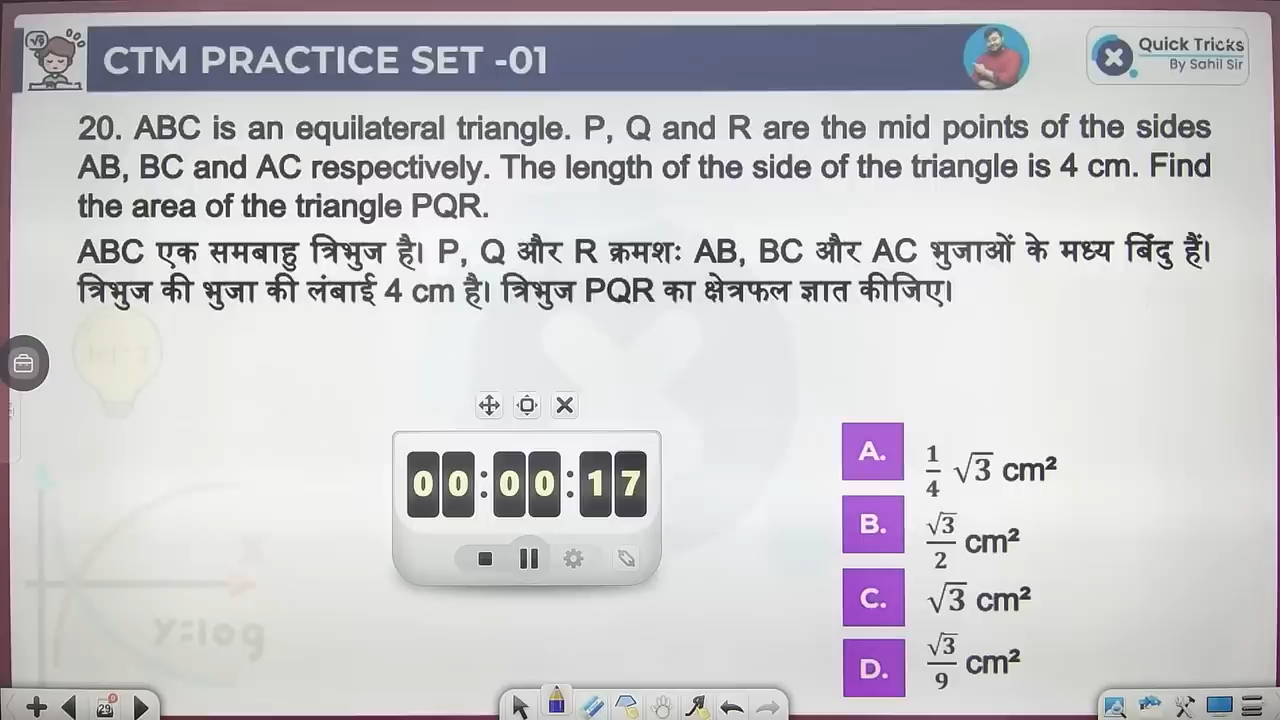 CTM PRACTICE SET -01
Quick Tricks
By Sahil Sir
20. ABC is an equilateral triangle. P, Q and R are the mid points of the sides
AB, BC and AC respectively. The length of the side of the triangle is 4 cm. Find
the area of the triangle PQR.
ABC एक समबाहु त्रिभुज है। P, Q और R क्रमशः AB, BC और AC भुजाओं के मध्य बिंदु हैं।
त्रिभुज की भुजा की लंबाई 4 cm है। त्रिभुज PQR का क्षेत्रफल ज्ञात कीजिए।
00:00:17
A. 1/4 √3 cm²
B. √3/2 cm²
C. √3 cm²
D. √3/9 cm²
y=log
29